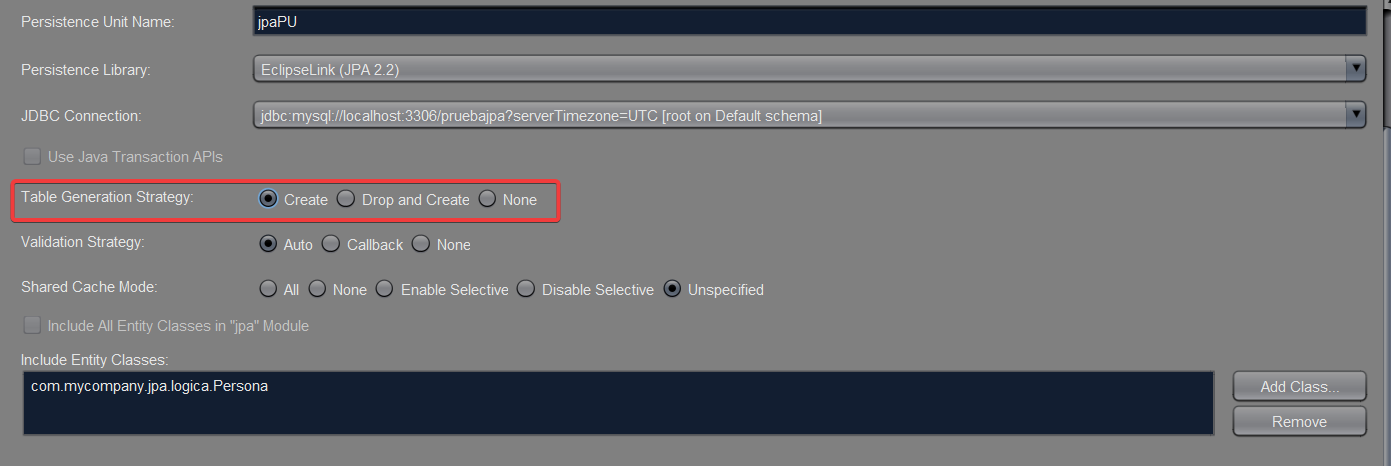 Persistence Unit Name: jpaPU
Persistence Library: EclipseLink (JPA 2.2)
JDBC Connection: jdbc:mysql://localhost:3306/pruebajpa?serverTimezone=UTC [root on Default schema]
Use Java Transaction APIs
Table Generation Strategy: Create Drop and Create None
Validation Strategy: Auto Callback None
Shared Cache Mode: All None Enable Selective Disable Selective Unspecified
Include All Entity Classes in "jpa" Module
Include Entity Classes:
com.mycompany.jpa.logica.Persona
Add Class...
Remove